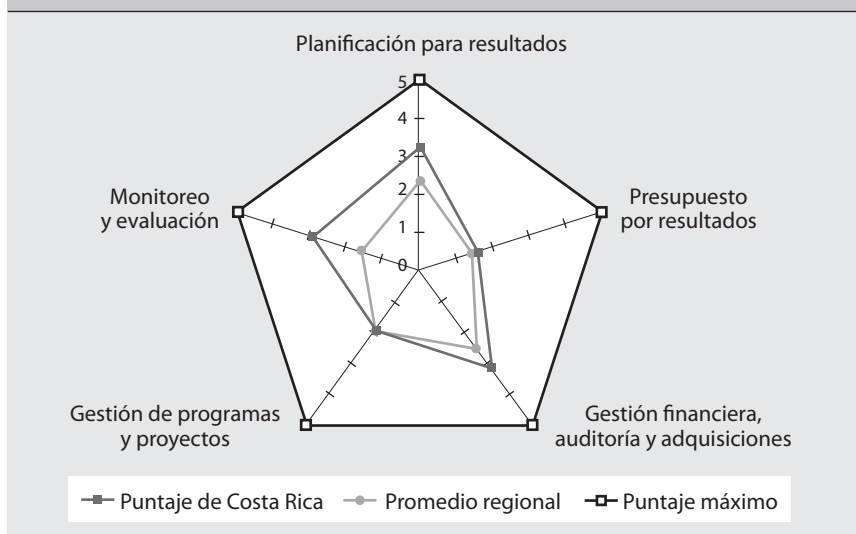 Planificación para resultados
5
4
3
2
1
0
Monitoreo
y evaluación
Presupuesto
por resultados
Gestión de programas
y proyectos
Gestión financiera,
auditoría y adquisiciones
Puntaje de Costa Rica
Promedio regional
Puntaje máximo